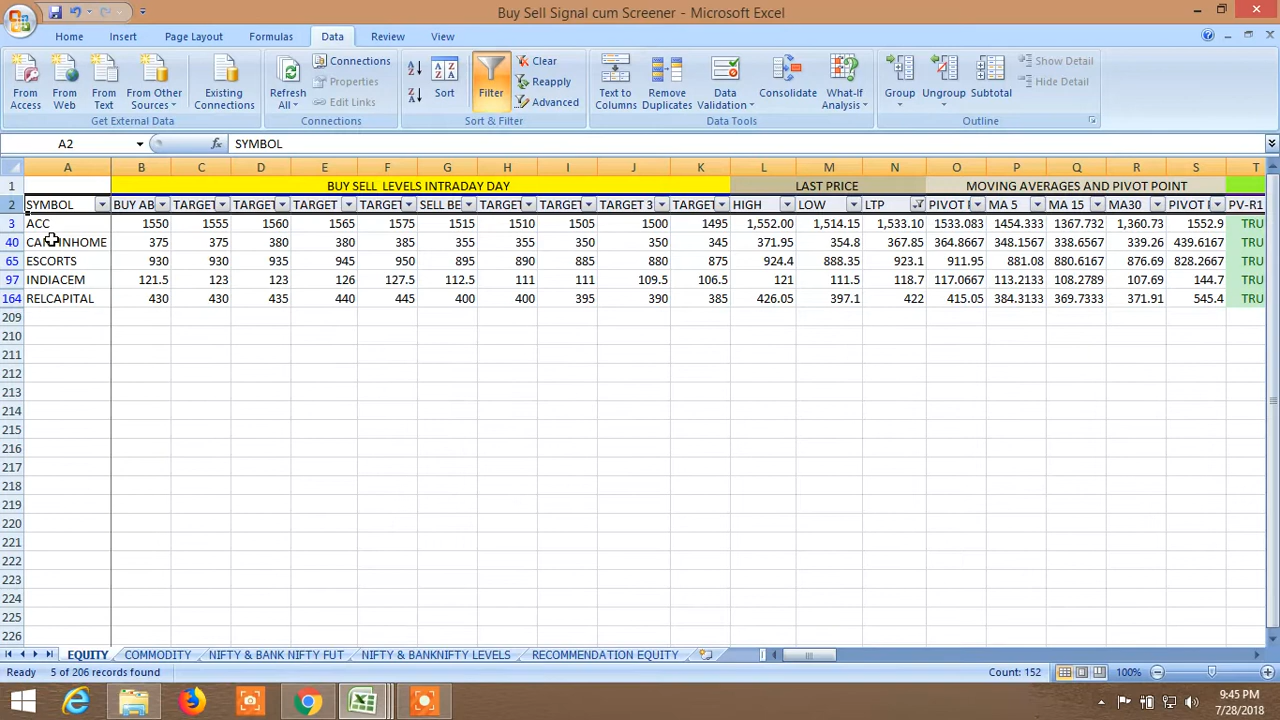 Buy Sell Signal cum Screener - Microsoft Excel
Home Insert Page Layout Formulas Data Review View
From Access
From Web
From Text
From Other Sources
Existing Connections
Get External Data
Refresh All
Connections
Properties
Edit Links
Connections
Sort
Filter
Clear
Reapply
Advanced
Sort & Filter
Text to Columns
Remove Duplicates
Data Validation
Consolidate
What-If Analysis
Data Tools
Group
Ungroup
Subtotal
Show Detail
Hide Detail
Outline
A2 fx SYMBOL
A B C D E F G H I J K L M N O P Q R S T
1 BUY SELL LEVELS INTRADAY DAY LAST PRICE MOVING AVERAGES AND PIVOT POINT
2 SYMBOL BUY AB TARGET TARGET TARGET TARGET SELL BE TARGET TARGET TARGET 3 TARGET HIGH LOW LTP PIVOT MA 5 MA 15 MA30 PIVOT PV-R1
3 ACC 1550 1555 1560 1565 1575 1515 1510 1505 1500 1495 1,552.00 1,514.15 1,533.10 1533.083 1454.333 1367.732 1,360.73 1552.9 TRU
40 CANFINHOME 375 375 380 380 385 355 355 350 350 345 371.95 354.8 367.85 364.8667 348.1567 338.6567 339.26 439.6167 TRU
65 ESCORTS 930 930 935 945 950 895 890 885 880 875 924.4 888.35 923.1 911.95 881.08 880.6167 876.69 828.2667 TRU
97 INDIACEM 121.5 123 123 126 127.5 112.5 111 111 109.5 106.5 121 111.5 118.7 117.0667 113.2133 108.2789 107.69 144.7 TRU
164 RELCAPITAL 430 430 435 440 445 400 400 395 390 385 426.05 397.1 422 415.05 384.3133 369.7333 371.91 545.4 TRU
209
210
211
212
213
214
215
216
217
218
219
220
221
222
223
224
225
226
EQUITY COMMODITY NIFTY & BANK NIFTY FUT NIFTY & BANKNIFTY LEVELS RECOMMENDATION EQUITY
Ready 5 of 206 records found Count: 152 100%
9:45 PM
7/28/2018